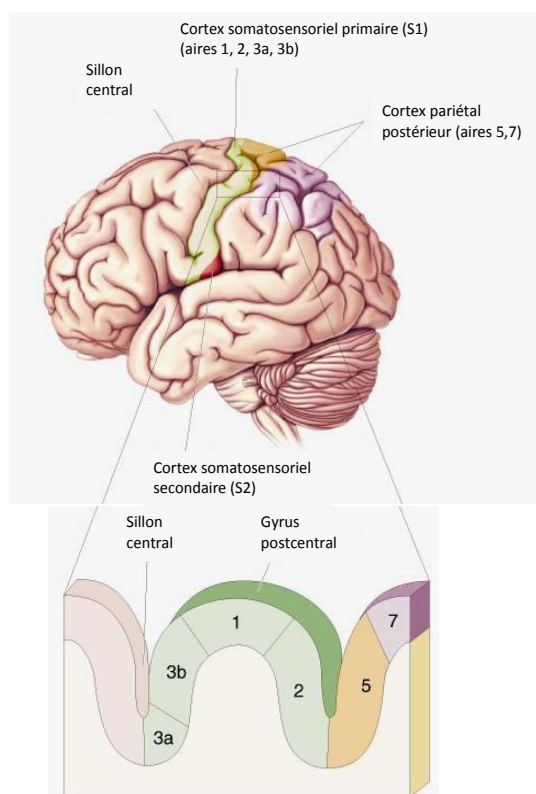 Cortex somatosensoriel primaire (S1)
(aires 1, 2, 3a, 3b)
Sillon
central
Cortex pariétal
postérieur (aires 5,7)
Cortex somatosensoriel
secondaire (S2)
Sillon
central
Gyrus
postcentral
1
7
3b
2
5
3a